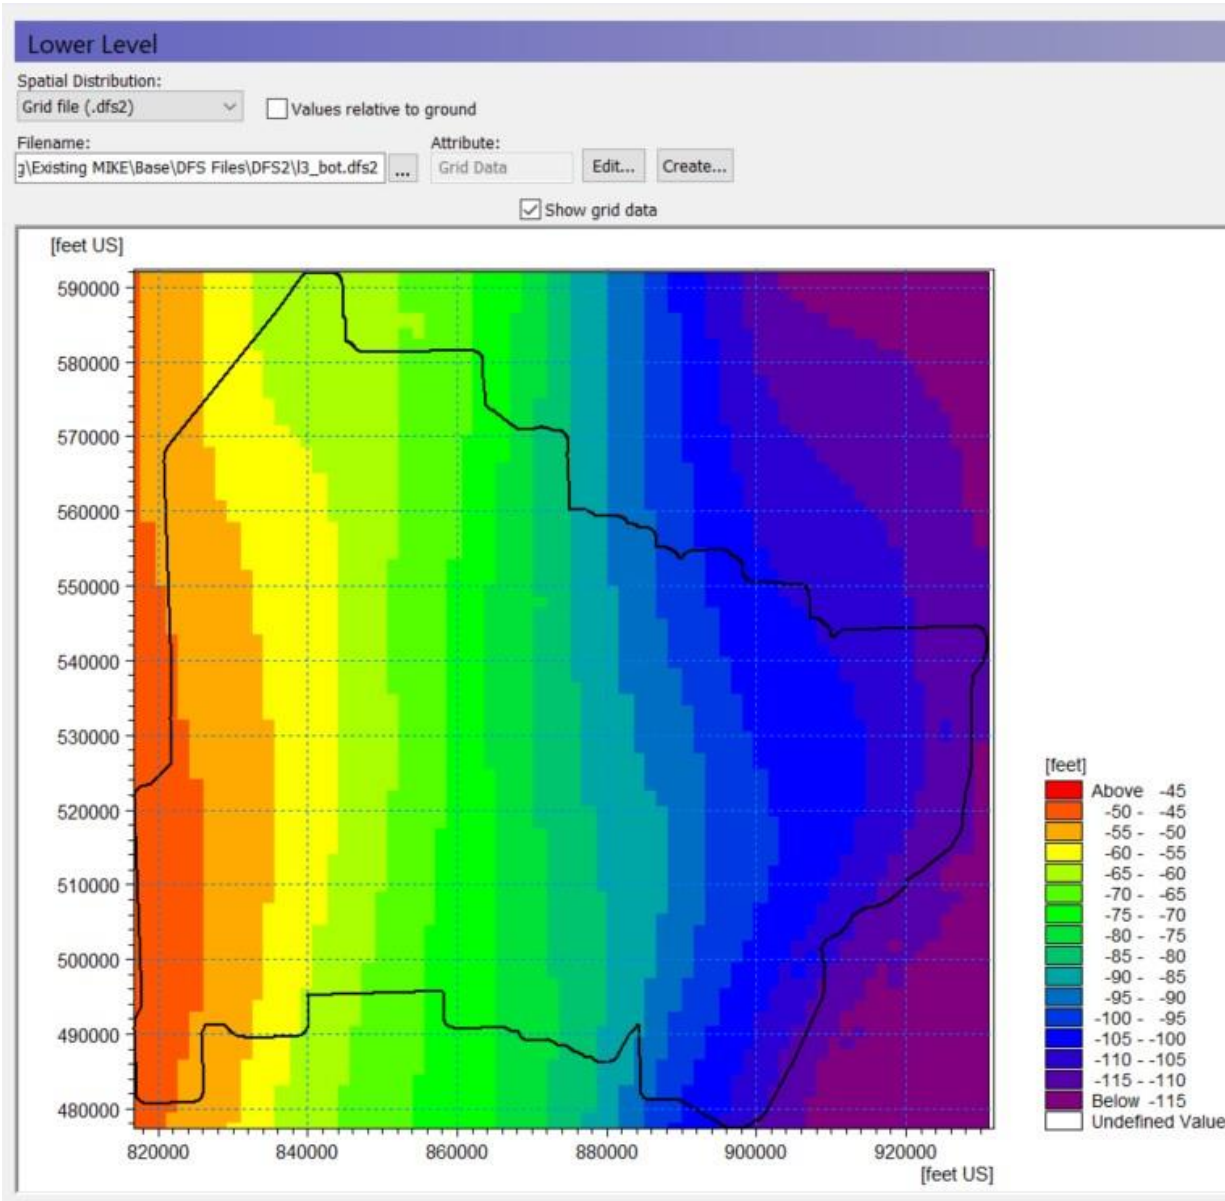 Lower Level
Spatial Distribution:
Grid file (.dfs2)
Values relative to ground
Filename: Attribute:
g\Existing MIKE\Base\DFS Files\DFS2\l3_bot.dfs2 ... Grid Data Edit... Create...
Show grid data
[feet US]
590000
580000
570000
560000
550000
540000
530000
520000
510000
500000
490000
480000
820000 840000 860000 880000 900000 920000
[feet US]
[feet]
Above -45
-50 - -45
-55 - -50
-60 - -55
-65 - -60
-70 - -65
-75 - -70
-80 - -75
-85 - -80
-90 - -85
-95 - -90
-100 - -95
-105 - -100
-110 - -105
-115 - -110
Below -115
Undefined Value